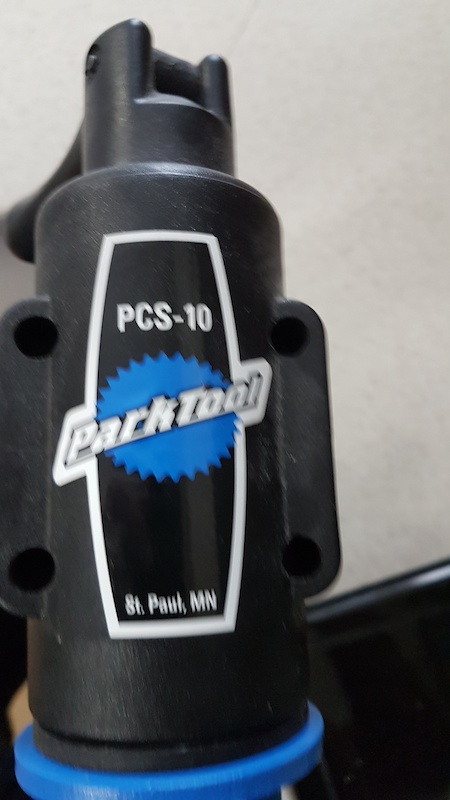 PCS-10
ParkTool
St. Paul, MN